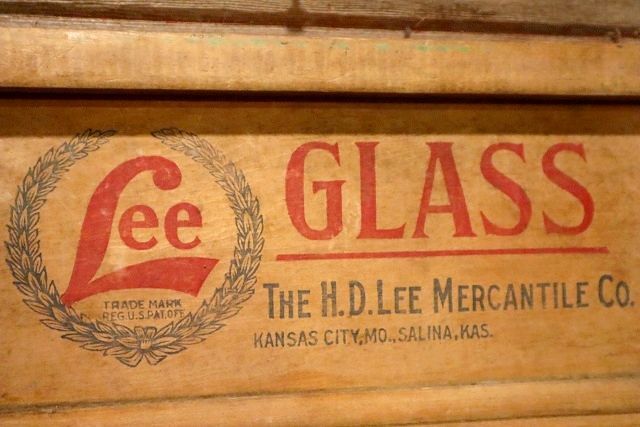 Lee
TRADE MARK
REG.U.S.PAT.OFF.
GLASS
THE H.D.LEE MERCANTILE CO.
KANSAS CITY,MO.,SALINA,KAS.